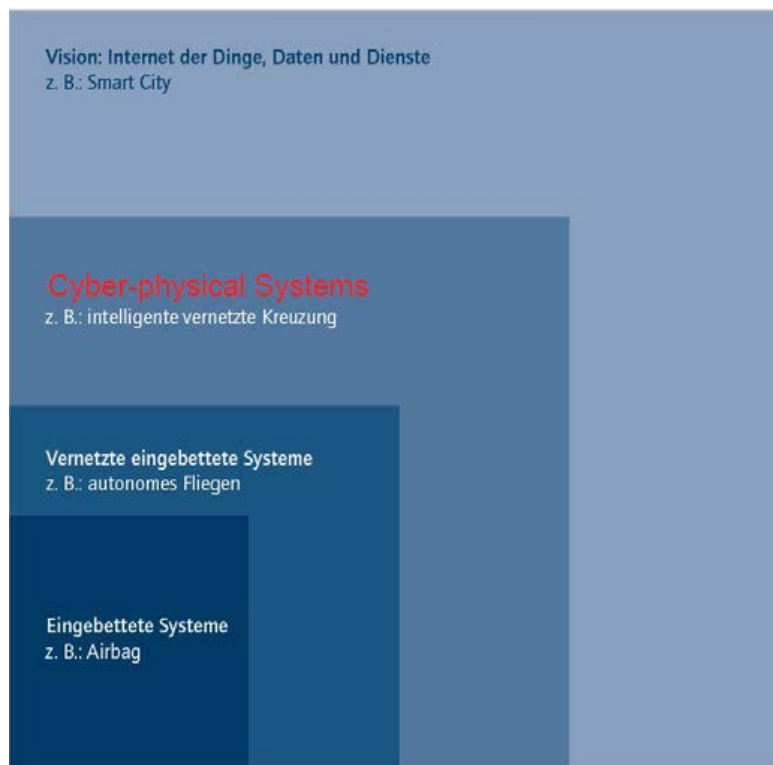 Vision: Internet der Dinge, Daten und Dienste
z. B.: Smart City
Cyber-physical Systems
z. B.: intelligente vernetzte Kreuzung
Vernetzte eingebettete Systeme
z. B.: autonomes Fliegen
Eingebettete Systeme
z. B.: Airbag